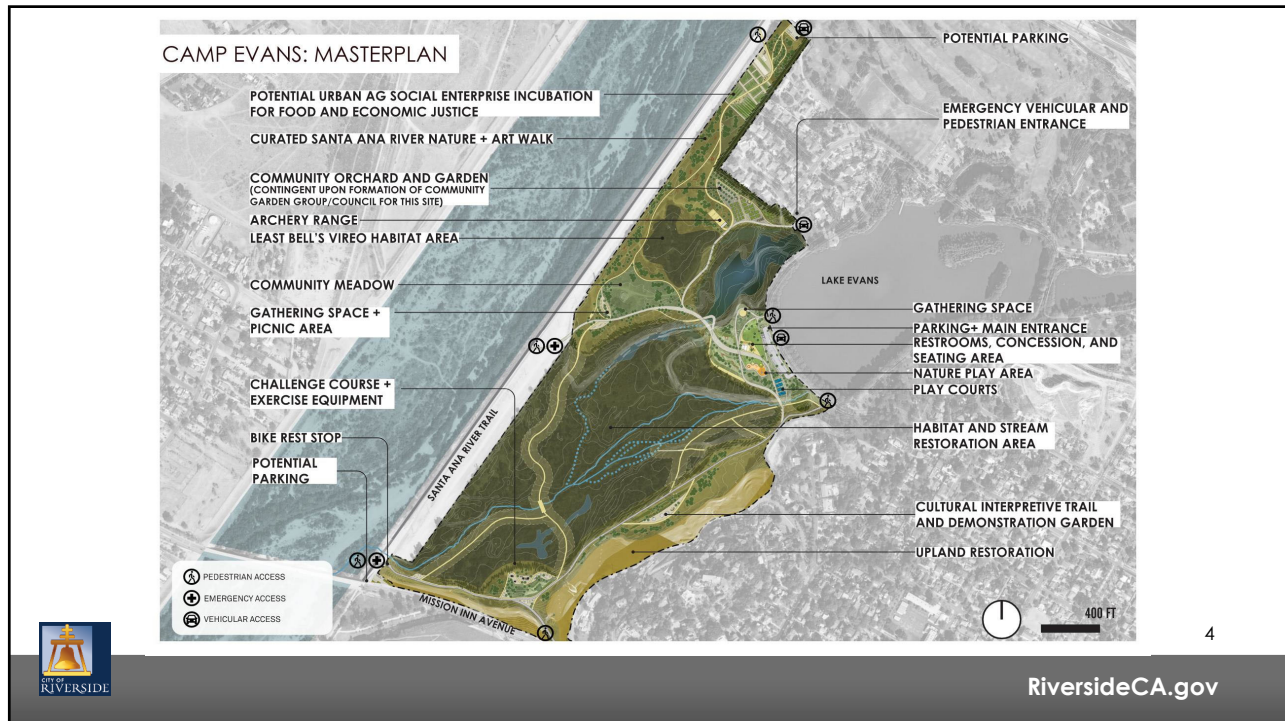 CAMP EVANS: MASTERPLAN
POTENTIAL URBAN AG SOCIAL ENTERPRISE INCUBATION
FOR FOOD AND ECONOMIC JUSTICE
CURATED SANTA ANA RIVER NATURE + ART WALK
COMMUNITY ORCHARD AND GARDEN
(CONTINGENT UPON FORMATION OF COMMUNITY
GARDEN GROUP/COUNCIL FOR THIS SITE)
ARCHERY RANGE
LEAST BELL'S VIREO HABITAT AREA
COMMUNITY MEADOW
GATHERING SPACE +
PICNIC AREA
CHALLENGE COURSE +
EXERCISE EQUIPMENT
BIKE REST STOP
POTENTIAL
PARKING
SANTA ANA RIVER TRAIL
MISSION INN AVENUE
LAKE EVANS
POTENTIAL PARKING
EMERGENCY VEHICULAR AND
PEDESTRIAN ENTRANCE
GATHERING SPACE
PARKING+ MAIN ENTRANCE
RESTROOMS, CONCESSION, AND
SEATING AREA
NATURE PLAY AREA
PLAY COURTS
HABITAT AND STREAM
RESTORATION AREA
CULTURAL INTERPRETIVE TRAIL
AND DEMONSTRATION GARDEN
UPLAND RESTORATION
PEDESTRIAN ACCESS
EMERGENCY ACCESS
VEHICULAR ACCESS
400 FT
4
CITY OF
RIVERSIDE
RiversideCA.gov